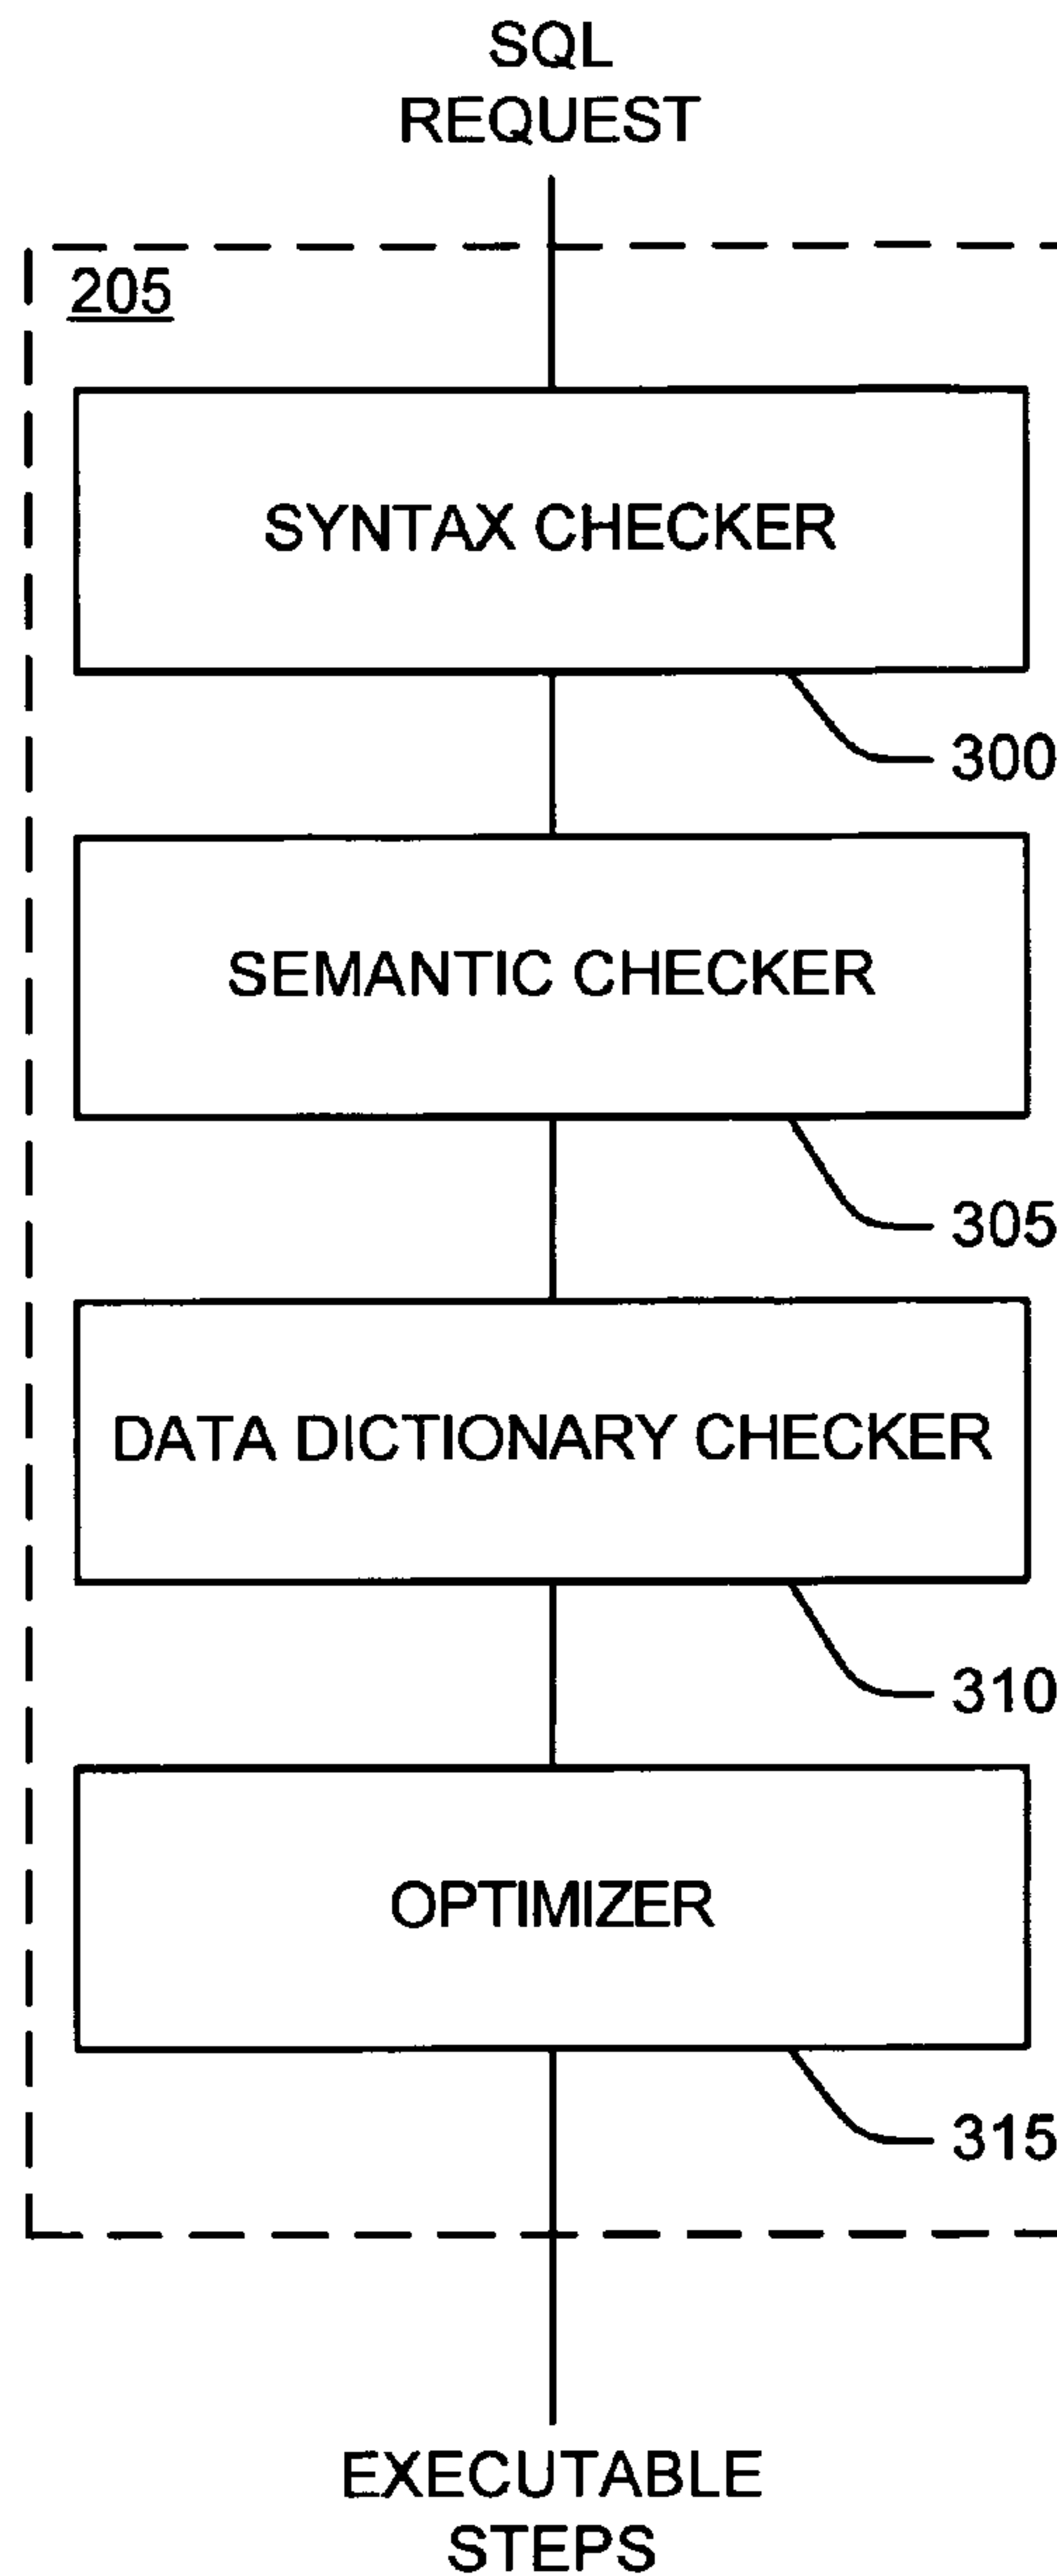 SQL
REQUEST
205
SYNTAX CHECKER
300
SEMANTIC CHECKER
305
DATA DICTIONARY CHECKER
310
OPTIMIZER
315
EXECUTABLE
STEPS